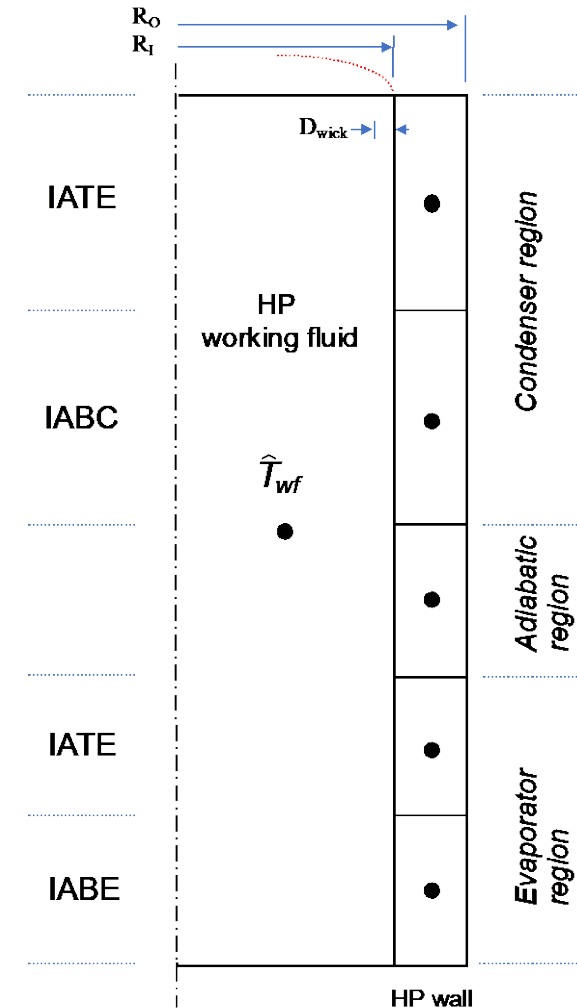 R_O
R_I
D_wick
IATE
Condenser region
HP
working fluid
IABC
T̂_wf
Adiabatic
region
IATE
Evaporator
region
IABE
HP wall